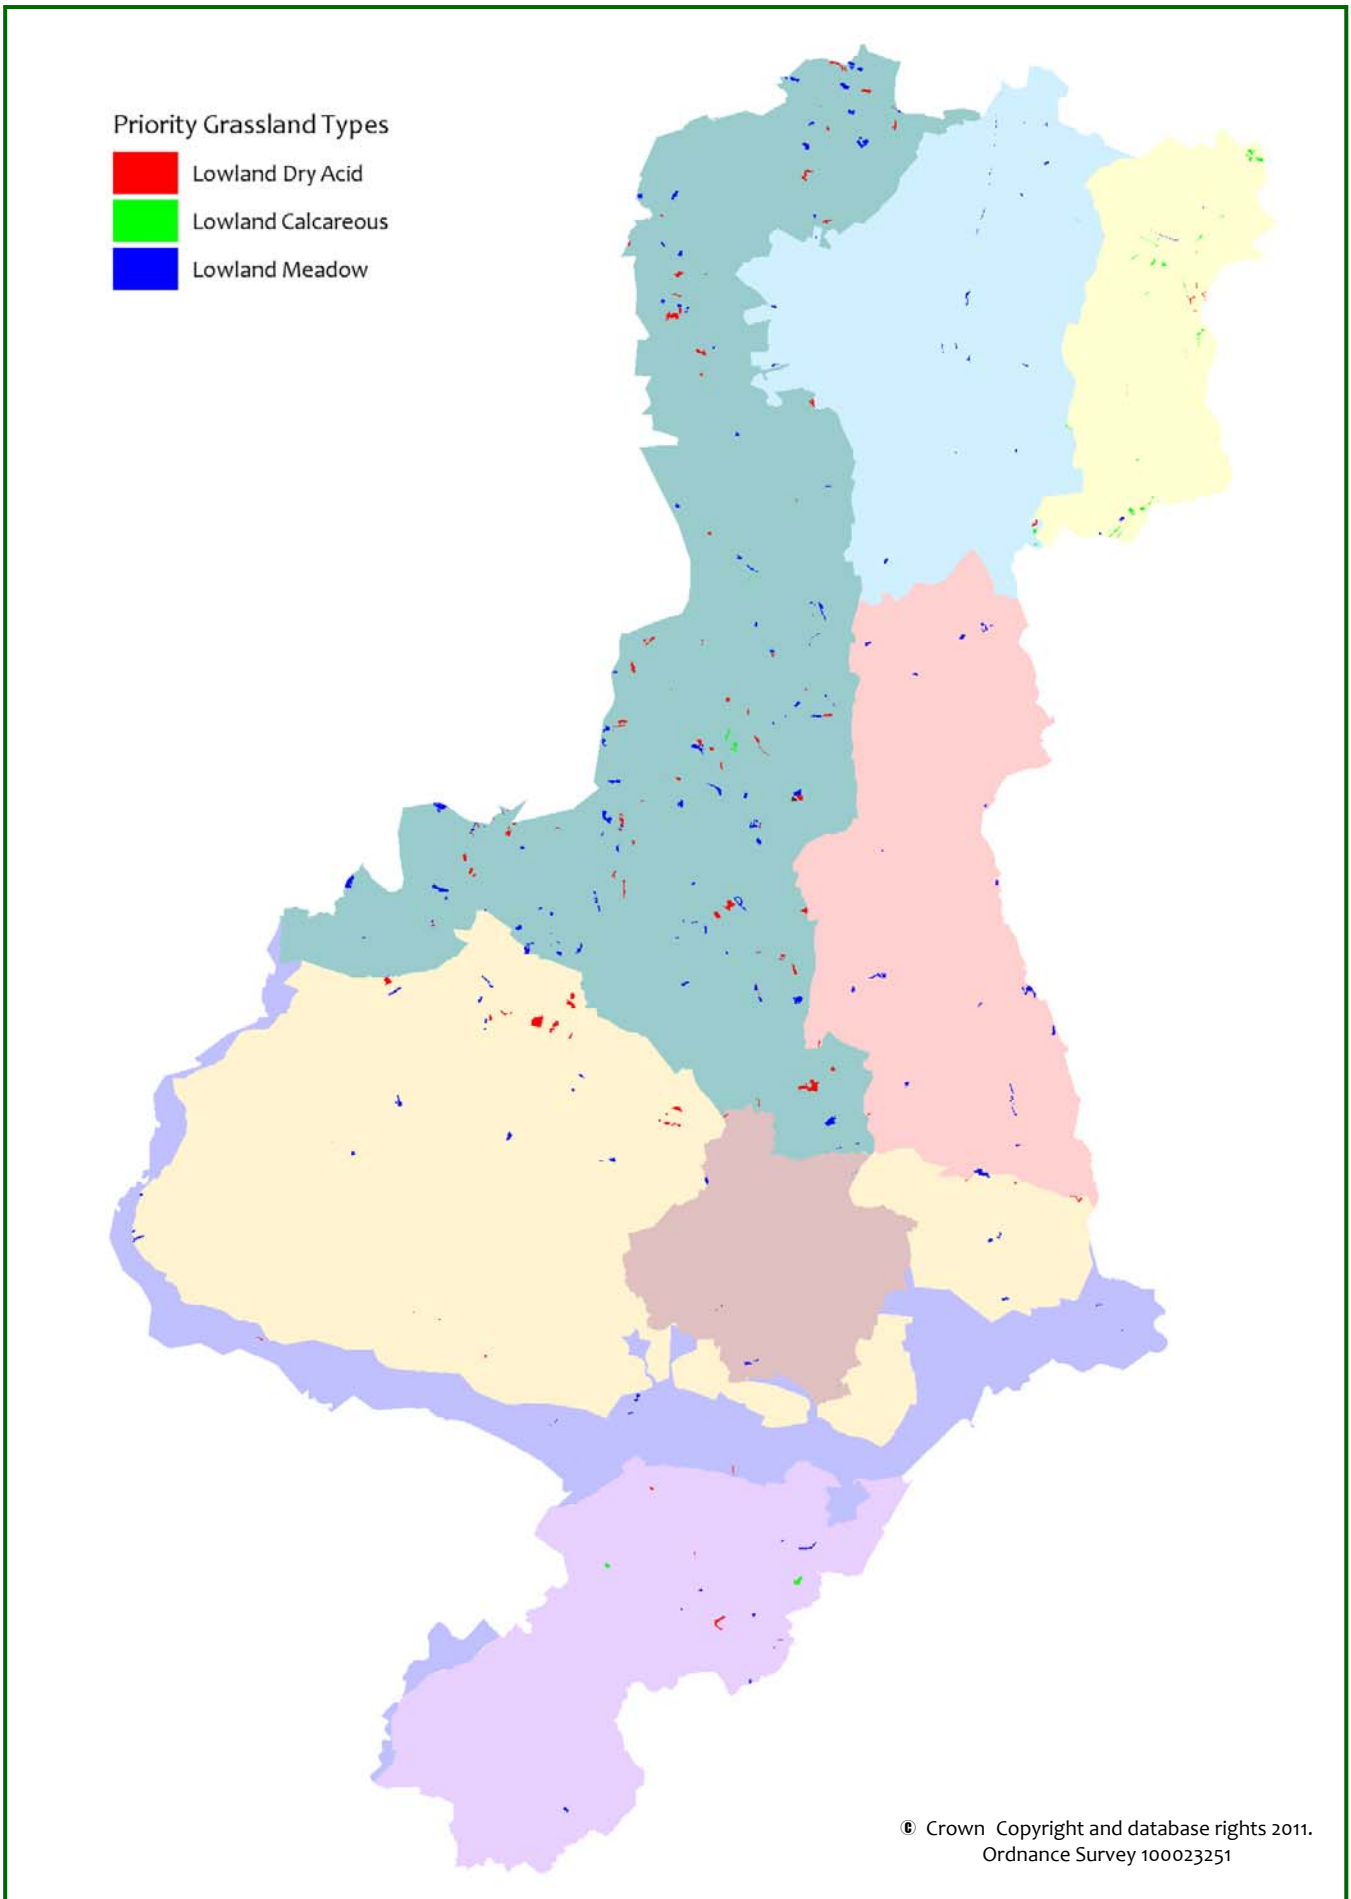 Priority Grassland Types
Lowland Dry Acid
Lowland Calcareous
Lowland Meadow
© Crown Copyright and database rights 2011.
Ordnance Survey 100023251